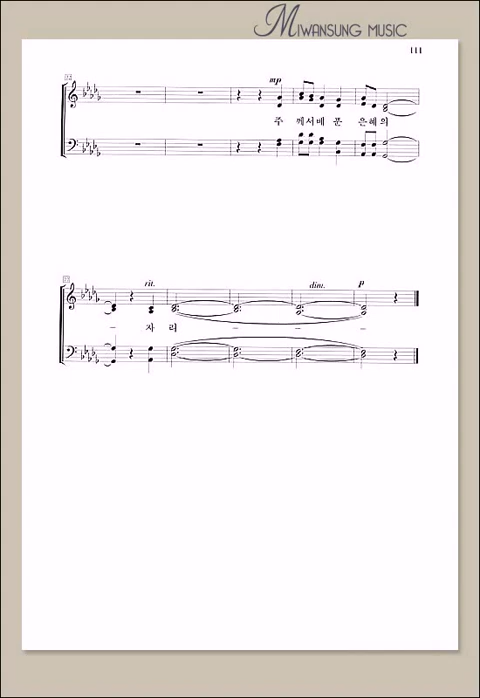 MIWANSUNG MUSIC
111
mp
주 께서베 푼 은혜의
rit.
dim.
p
자 리